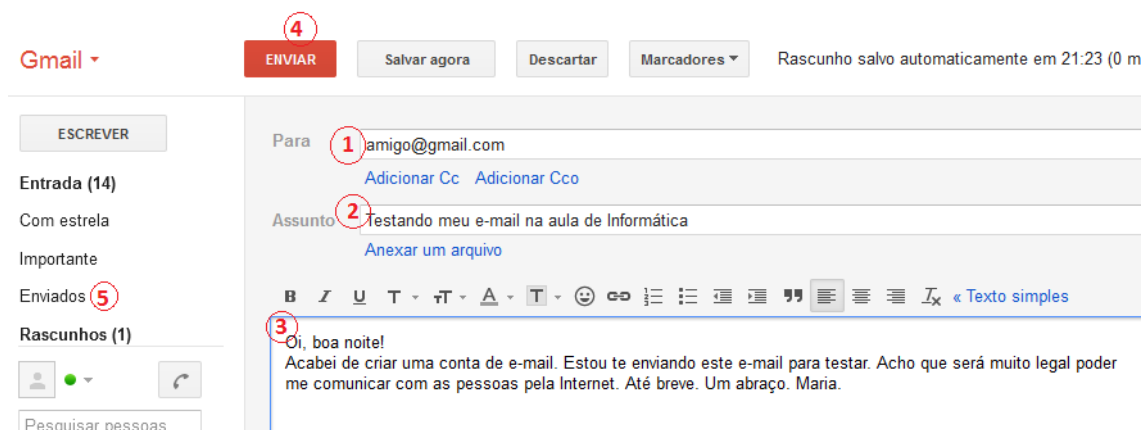 4
Gmail
ENVIAR Salvar agora Descartar Marcadores Rascunho salvo automaticamente em 21:23 (0 m
ESCREVER
Para 1 amigo@gmail.com
Adicionar Cc Adicionar Cco
Entrada (14)
Com estrela
Assunto 2 Testando meu e-mail na aula de Informática
Anexar um arquivo
Importante
Enviados 5
B I U T TT A T Tx « Texto simples
Rascunhos (1)
3
Oi, boa noite!
Acabei de criar uma conta de e-mail. Estou te enviando este e-mail para testar. Acho que será muito legal poder
me comunicar com as pessoas pela Internet. Até breve. Um abraço. Maria.
Pesquisar pessoas